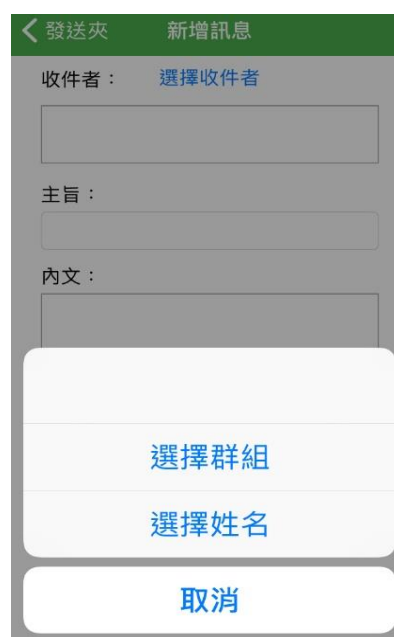 發送夾 新增訊息
收件者： 選擇收件者
主旨：
內文：
選擇群組
選擇姓名
取消